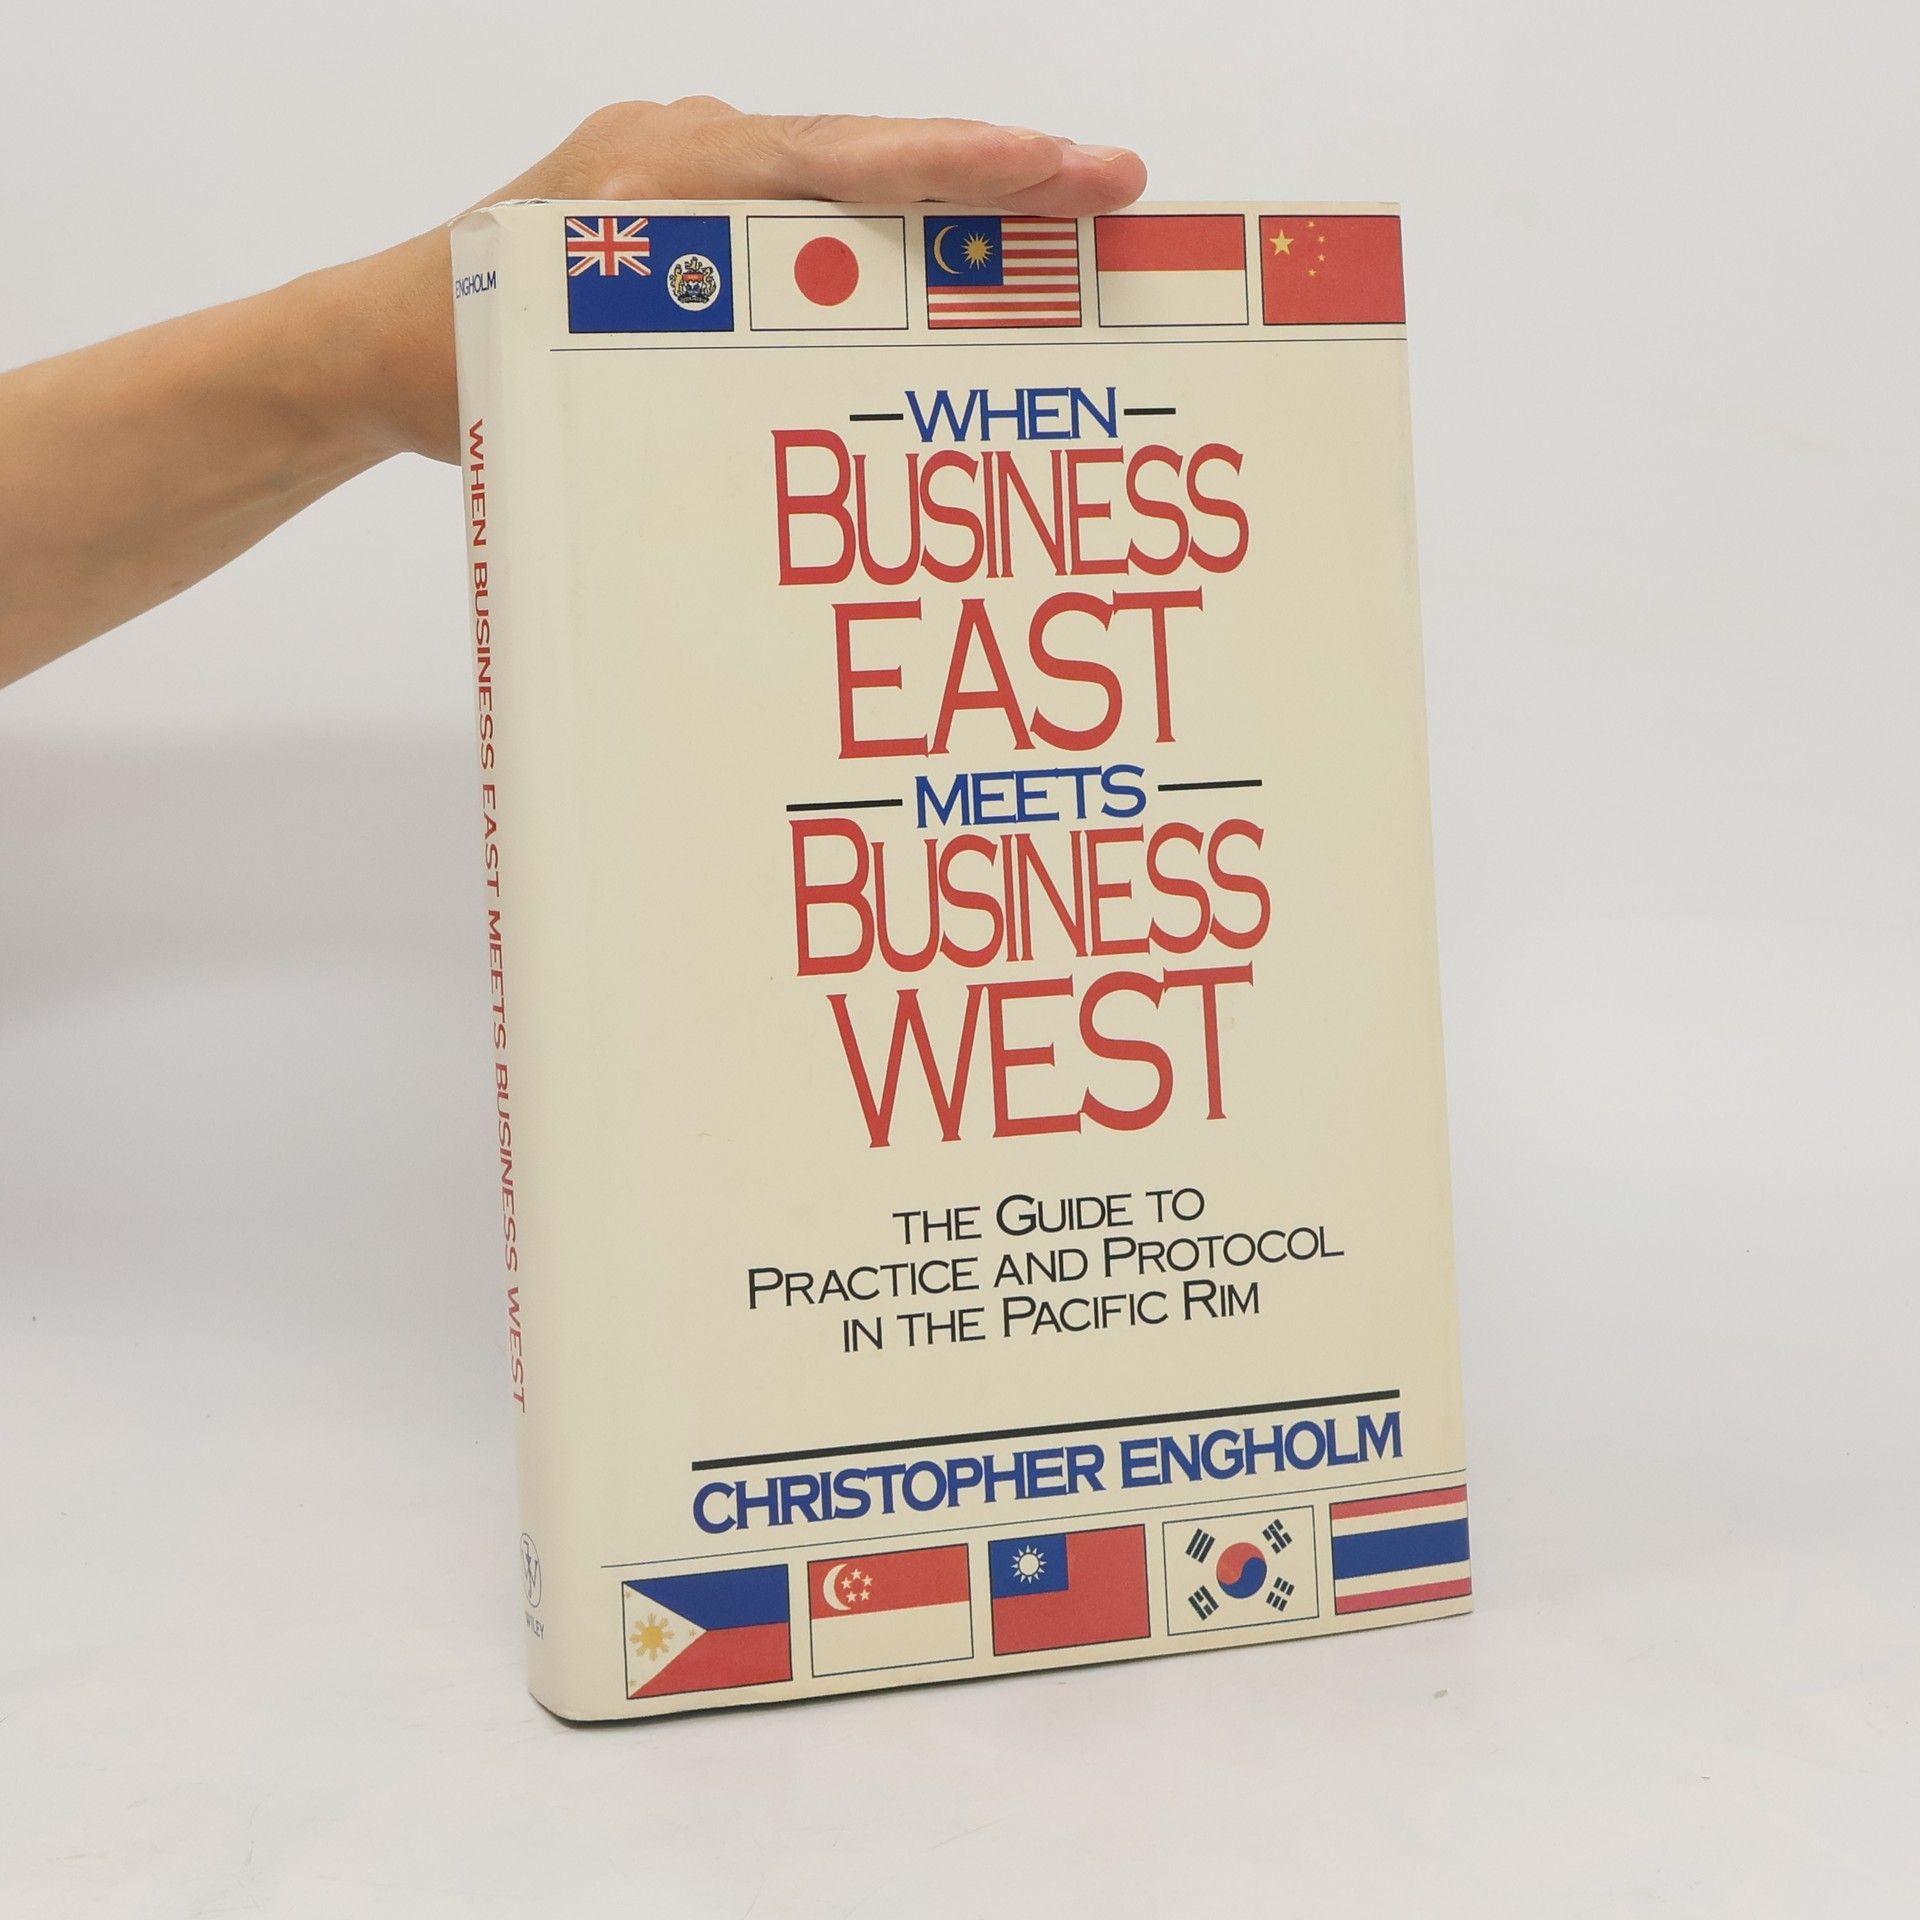 ENGHOLM
WHEN BUSINESS EAST MEETS BUSINESS WEST
WILEY
WHEN
BUSINESS
EAST
MEETS
BUSINESS
WEST
THE GUIDE TO
PRACTICE AND PROTOCOL
IN THE PACIFIC RIM
CHRISTOPHER ENGHOLM